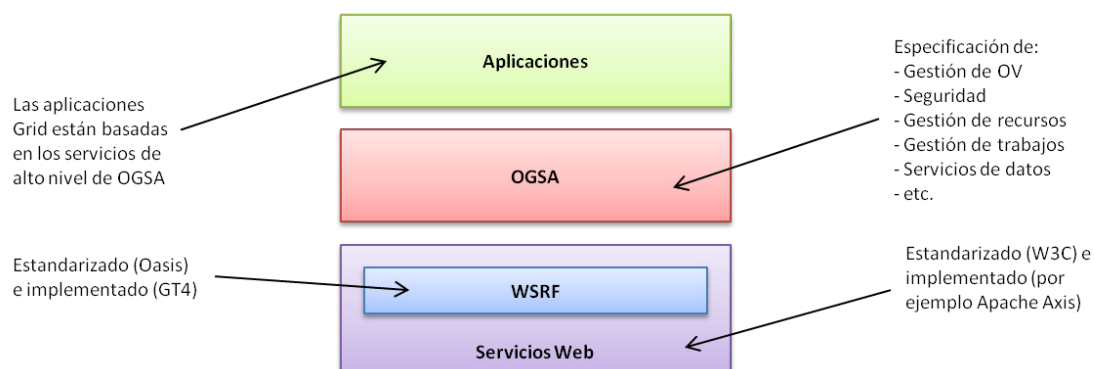 Aplicaciones
Especificación de:
- Gestión de OV
- Seguridad
- Gestión de recursos
- Gestión de trabajos
- Servicios de datos
- etc.
Las aplicaciones
Grid están basadas
en los servicios de
alto nivel de OGSA
OGSA
Estandarizado (Oasis)
e implementado (GT4)
WSRF
Servicios Web
Estandarizado (W3C) e
implementado (por
ejemplo Apache Axis)